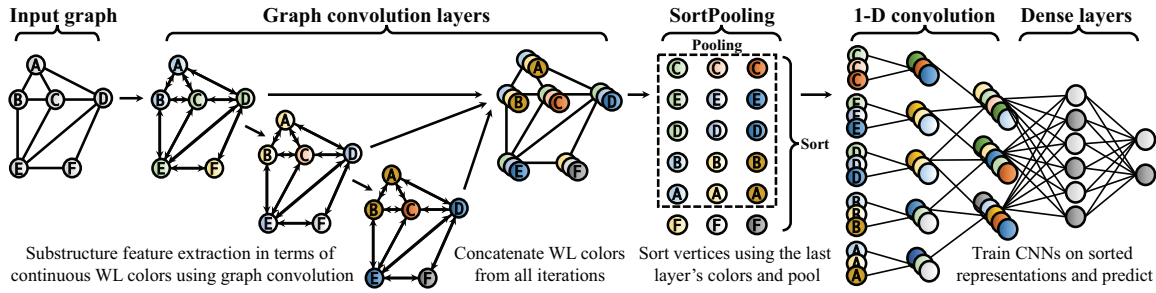 Input graph
Graph convolution layers
SortPooling
1-D convolution
Dense layers
A
B C D
E F
A
B C D
E F
A
B C D
E F
A
B C D
E F
A
B C D
E F
Pooling
C C C
E E E
D D D
B B B
A A A
F F F
Sort
C
C
C
E
E
E
D
D
D
B
B
B
A
A
A
Substructure feature extraction in terms of
continuous WL colors using graph convolution
Concatenate WL colors
from all iterations
Sort vertices using the last
layer's colors and pool
Train CNNs on sorted
representations and predict